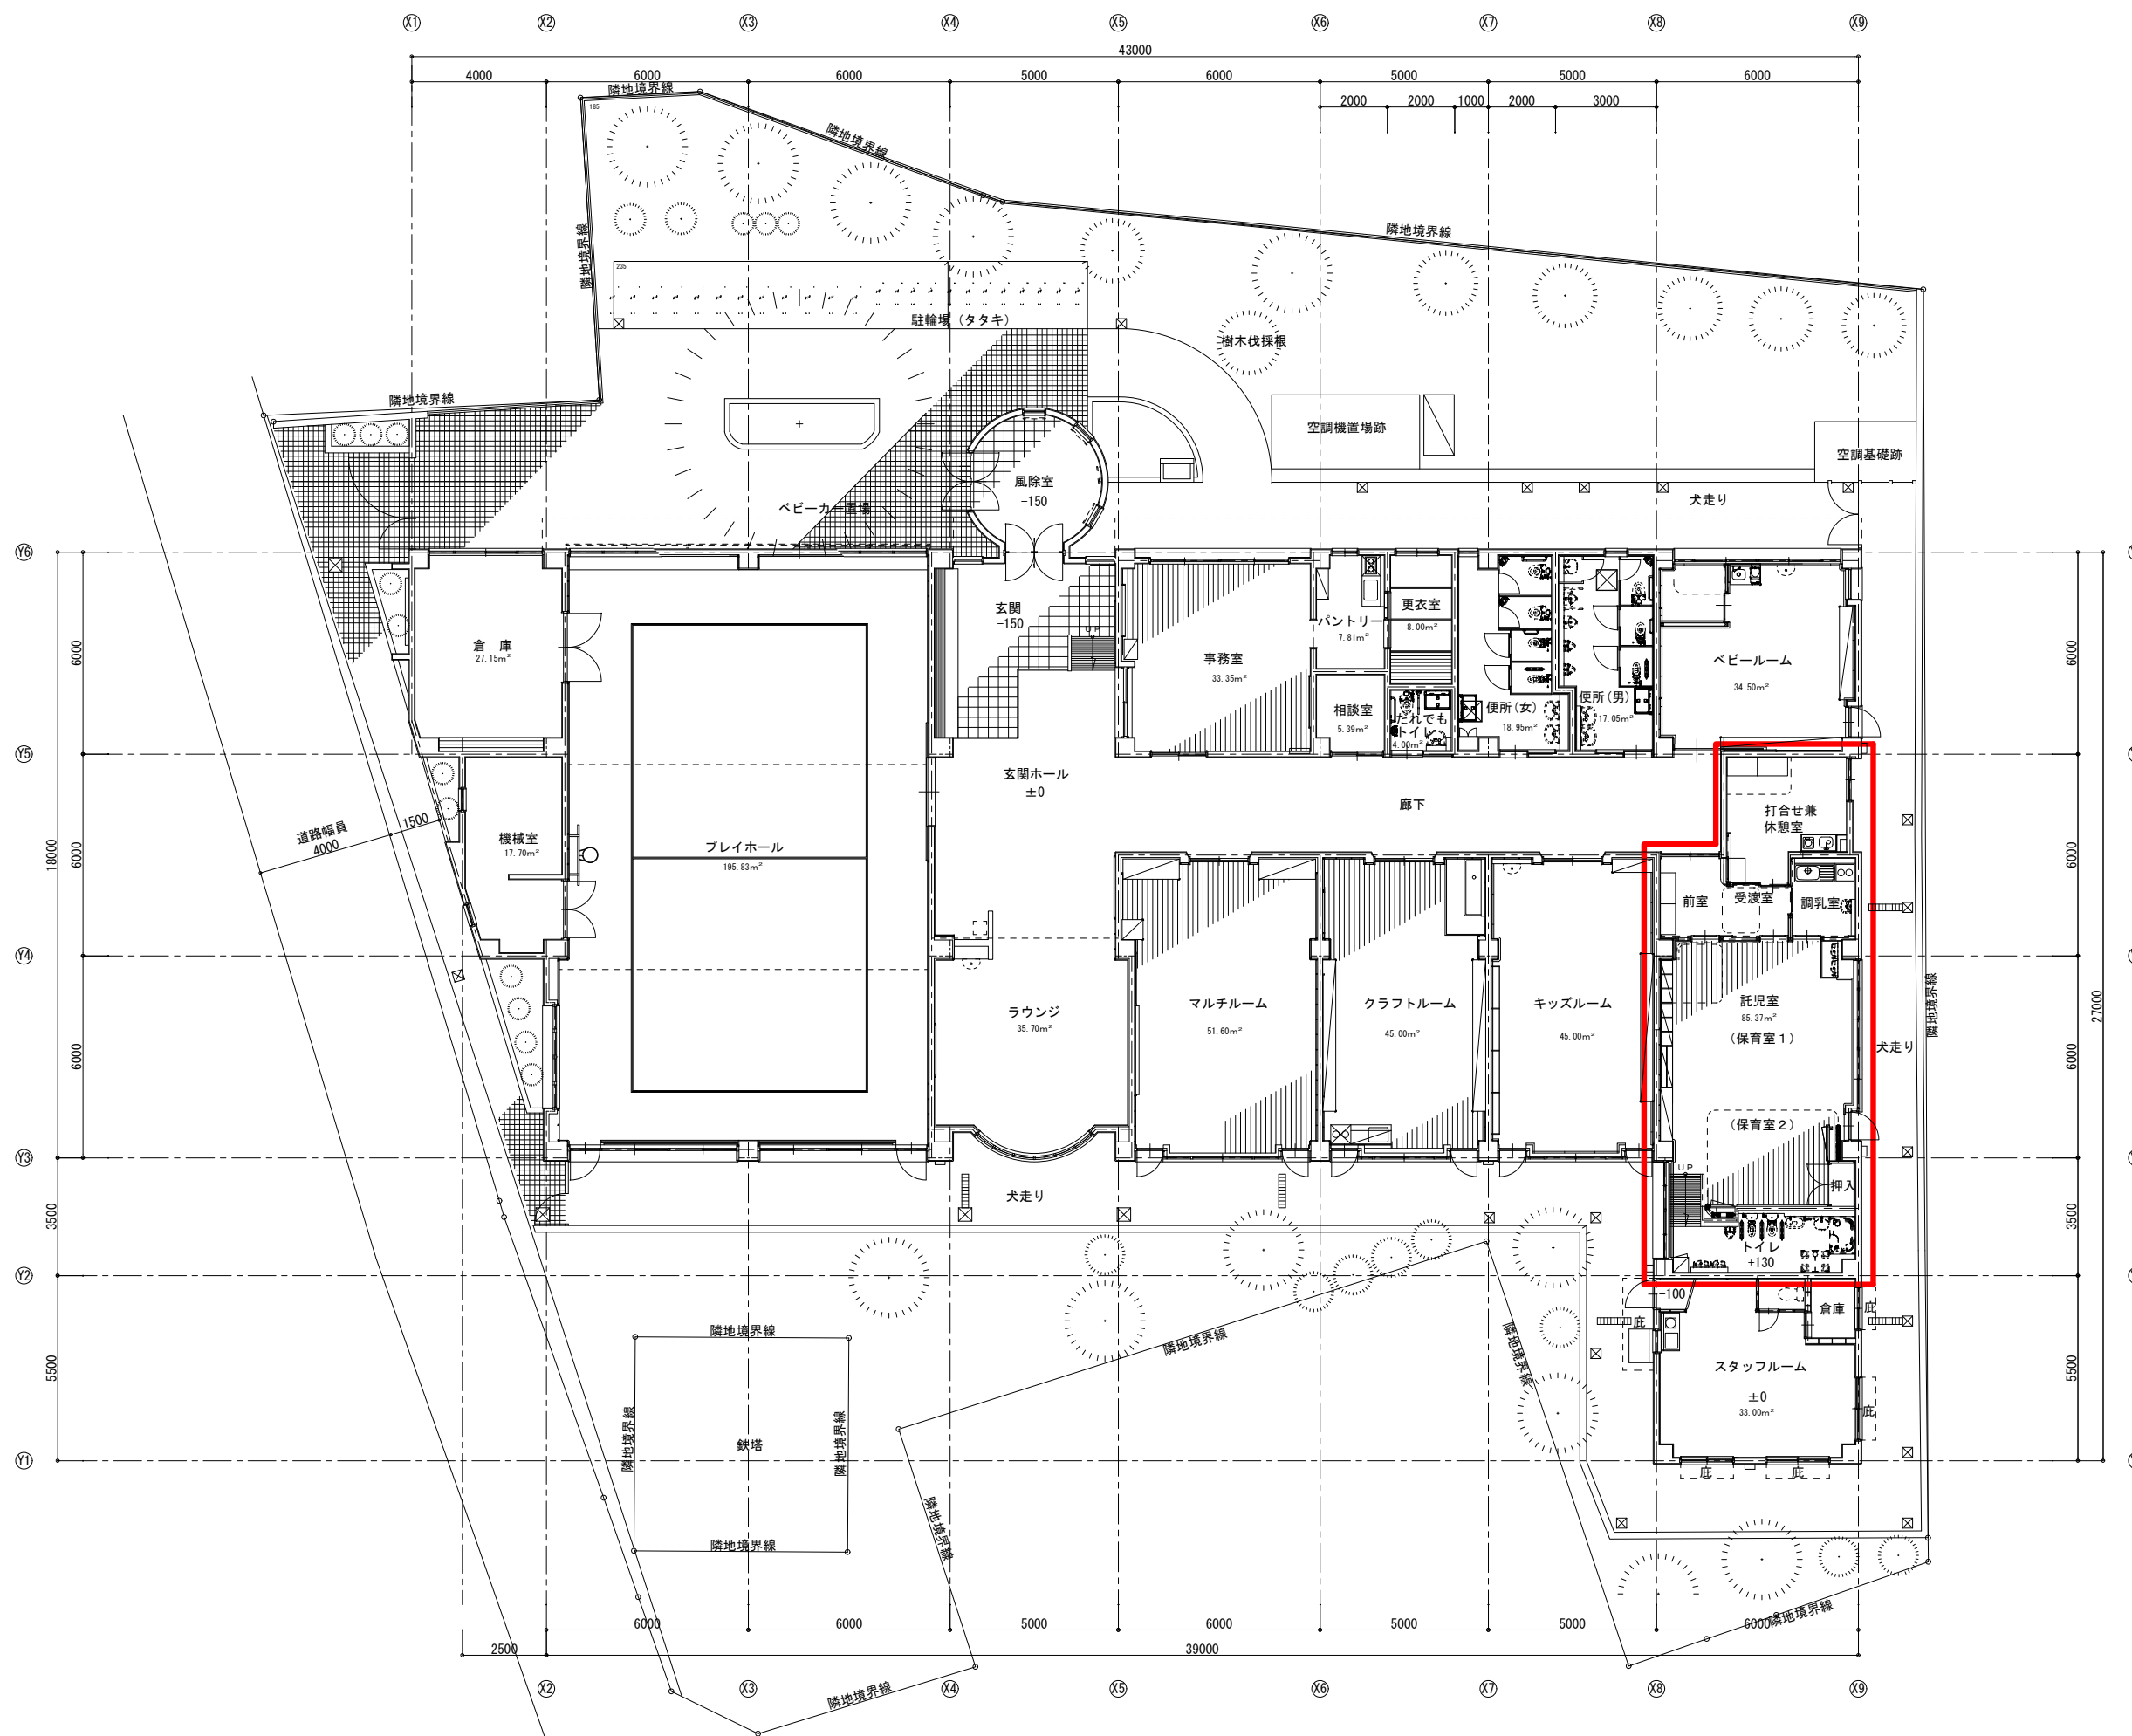 X1 X2 X3 X4 X5 X6 X7 X8 X9
43000
4000 6000 6000 5000 6000 5000 5000 6000
2000 2000 1000 2000 3000
隣地境界線
185
隣地境界線
隣地境界線
隣地境界線
235
駐輪場(タタキ)
樹木伐採根
隣地境界線
空調機置場跡
空調基礎跡
風除室
-150
ベビーカー置場
犬走り
Y6
Y5
Y4
Y3
Y2
Y1
18000
6000
6000
6000
3500
5500
倉 庫
27.15m²
玄関
-150
UP
事務室
33.35m²
パントリー
7.81m²
更衣室
8.00m²
相談室
5.39m²
だれでも
トイレ
4.00m²
便所(女)
18.95m²
便所(男)
17.05m²
ベビールーム
34.50m²
玄関ホール
±0
廊下
打合せ兼
休憩室
道路幅員
4000
1500
機械室
17.70m²
プレイホール
195.83m²
前室
受渡室
調乳室
ラウンジ
35.70m²
マルチルーム
51.60m²
クラフトルーム
45.00m²
キッズルーム
45.00m²
託児室
85.37m²
(保育室1)
(保育室2)
犬走り
隣地境界線
UP
押入
トイレ
+130
犬走り
-100
倉庫
庇
庇
スタッフルーム
±0
33.00m²
庇
庇
庇
隣地境界線
隣地境界線
隣地境界線
隣地境界線
隣地境界線
鉄塔
隣地境界線
隣地境界線
隣地境界線
隣地境界線
6000
6000
6000
3500
5500
27000
6000 6000 5000 6000 5000 5000 6000
2500 39000
X2 X3 X4 X5 X6 X7 X8 X9